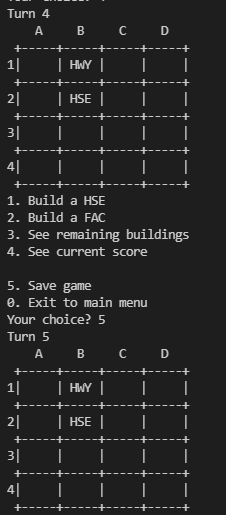 Turn 4
    A     B     C     D
 +-----+-----+-----+-----+
1|     | HWY |     |     |
 +-----+-----+-----+-----+
2|     | HSE |     |     |
 +-----+-----+-----+-----+
3|     |     |     |     |
 +-----+-----+-----+-----+
4|     |     |     |     |
 +-----+-----+-----+-----+
1. Build a HSE
2. Build a FAC
3. See remaining buildings
4. See current score

5. Save game
0. Exit to main menu
Your choice? 5
Turn 5
    A     B     C     D
 +-----+-----+-----+-----+
1|     | HWY |     |     |
 +-----+-----+-----+-----+
2|     | HSE |     |     |
 +-----+-----+-----+-----+
3|     |     |     |     |
 +-----+-----+-----+-----+
4|     |     |     |     |
 +-----+-----+-----+-----+